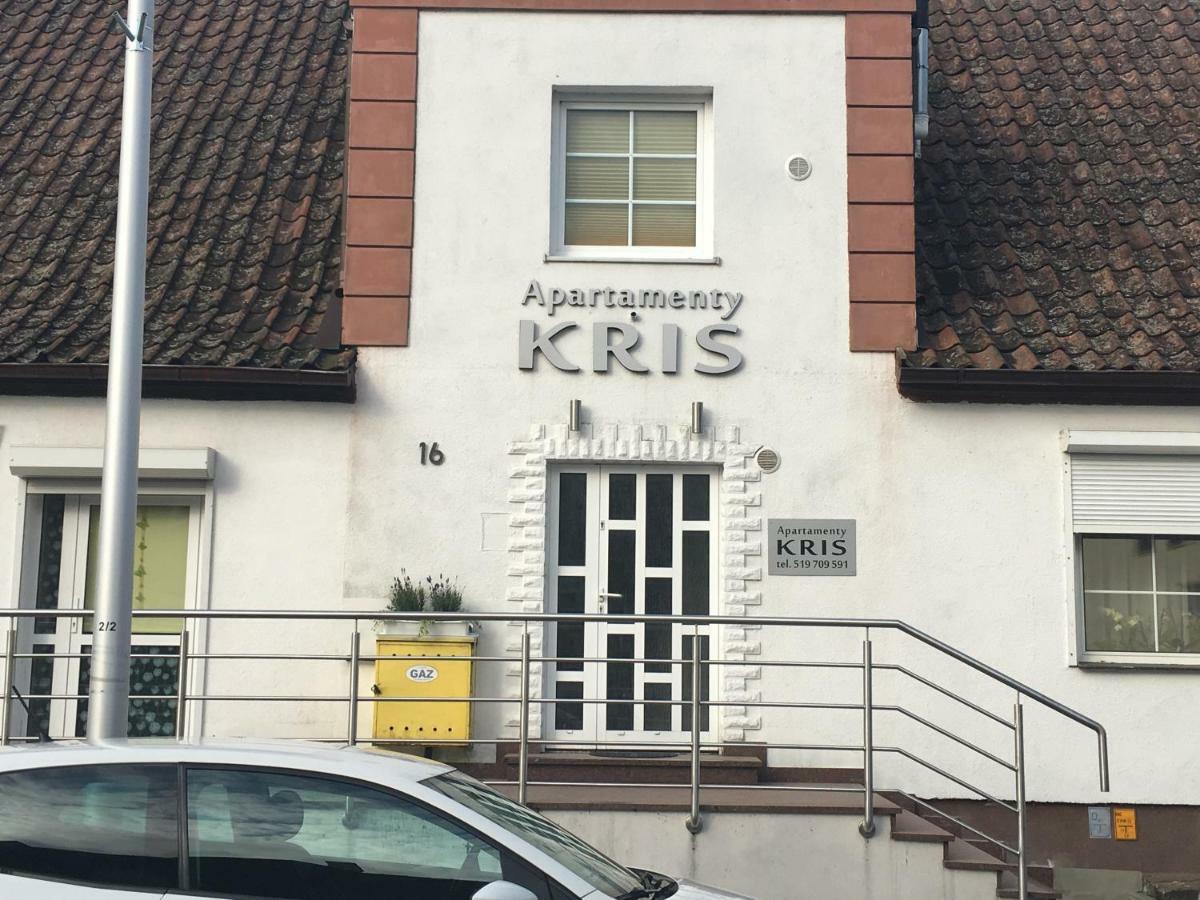 Apartamenty
KRIS
16
Apartamenty
KRIS
tel. 519 709 591
2/2
GAZ